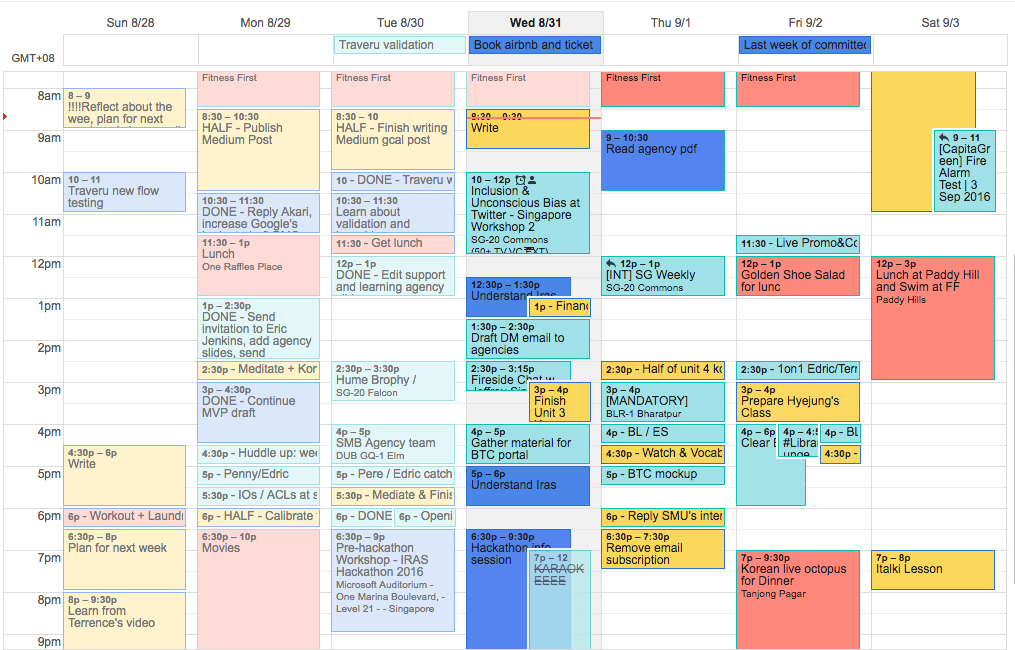 Sun 8/28
Mon 8/29
Tue 8/30
Wed 8/31
Thu 9/1
Fri 9/2
Sat 9/3
GMT+08
Traveru validation
Book airbnb and ticket
Last week of committed
8am
9am
10am
11am
12pm
1pm
2pm
3pm
4pm
5pm
6pm
7pm
8pm
9pm
8 – 9
!!!!Reflect about the
wee, plan for next
10 – 11
Traveru new flow
testing
4:30p – 6p
Write
6p - Workout + Laundi
6:30p – 8p
Plan for next week
8p – 9:30p
Learn from
Terrence's video
Fitness First
8:30 – 10:30
HALF - Publish
Medium Post
10:30 – 11:30
DONE - Reply Akari,
increase Google's
11:30 – 1p
Lunch
One Raffles Place
1p – 2:30p
DONE - Send
invitation to Eric
Jenkins, add agency
slides, send
2:30p - Meditate + Kor
3p – 4:30p
DONE - Continue
MVP draft
4:30p - Huddle up: wee
5p - Penny/Edric
5:30p - IOs / ACLs at s
6p - HALF - Calibrate
6:30p – 10p
Movies
Fitness First
8:30 – 10
HALF - Finish writing
Medium gcal post
10 - DONE - Traveru v
10:30 – 11:30
Learn about
validation and
11:30 - Get lunch
12p – 1p
DONE - Edit support
and learning agency
2:30p – 3:30p
Hume Brophy /
SG-20 Falcon
4p – 5p
SMB Agency team
DUB GQ-1 Elm
5p - Pere / Edric catch
5:30p - Mediate & Finis
6p - DONE
6p - Openi
6:30p – 9p
Pre-hackathon
Workshop - IRAS
Hackathon 2016
Microsoft Auditorium -
One Marina Boulevard, -
Level 21 - - Singapore
Fitness First
8:30 – 9:30
Write
10 – 12p
Inclusion &
Unconscious Bias at
Twitter - Singapore
Workshop 2
SG-20 Commons
(50+ TV,VC,EXT)
12:30p – 1:30p
Understand Iras
1p - Financ
1:30p – 2:30p
Draft DM email to
agencies
2:30p – 3:15p
Fireside Chat w
3p – 4p
Finish
Unit 3
4p – 5p
Gather material for
BTC portal
5p – 6p
Understand Iras
6:30p – 9:30p
Hackathon info
session
7p – 12
KARAOK
EEEE
Fitness First
9 – 10:30
Read agency pdf
12p – 1p
[INT] SG Weekly
SG-20 Commons
2:30p - Half of unit 4 kc
3p – 4p
[MANDATORY]
BLR-1 Bharatpur
4p - BL / ES
4:30p - Watch & Vocab
5p - BTC mockup
6p - Reply SMU's inter
6:30p – 7:30p
Remove email
subscription
Fitness First
11:30 - Live Promo&Cc
12p – 1p
Golden Shoe Salad
for lunc
2:30p - 1on1 Edric/Terr
3p – 4p
Prepare Hyejung's
Class
4p – 6p
Clear E
4p – 4:5
#Libra
unge
4p - BL
4:30p -
7p – 9:30p
Korean live octopus
for Dinner
Tanjong Pagar
9 – 11
[CapitaGr
een] Fire
Alarm
Test | 3
Sep 2016
12p – 3p
Lunch at Paddy Hill
and Swim at FF
Paddy Hills
7p – 8p
Italki Lesson